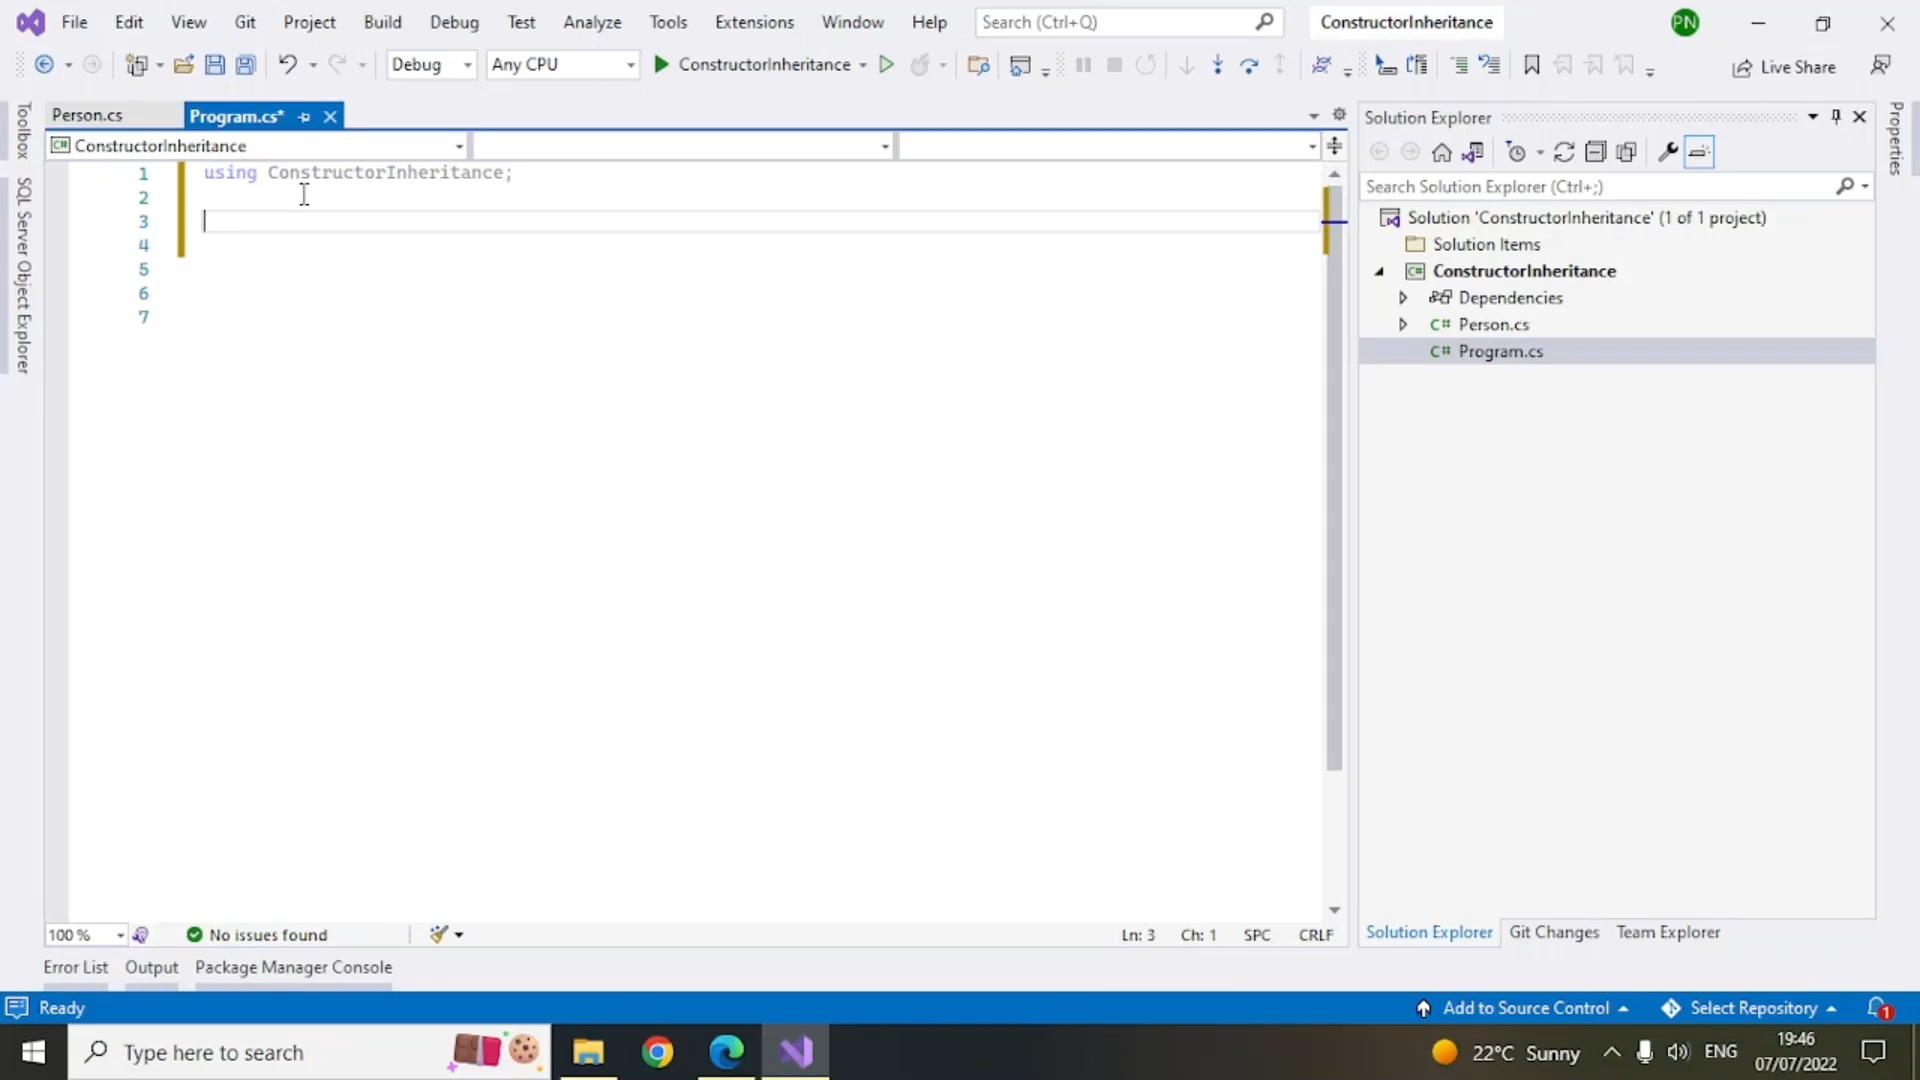 File Edit View Git Project Build Debug Test Analyze Tools Extensions Window Help Search (Ctrl+Q) ConstructorInheritance PN
Debug Any CPU ConstructorInheritance Live Share
Toolbox
SQL Server Object Explorer
Person.cs Program.cs*
ConstructorInheritance
1 using ConstructorInheritance;
2
3
4
5
6
7
100 % No issues found Ln: 3 Ch: 1 SPC CRLF
Solution Explorer
Search Solution Explorer (Ctrl+;)
Solution 'ConstructorInheritance' (1 of 1 project)
Solution Items
C# ConstructorInheritance
Dependencies
C# Person.cs
C# Program.cs
Solution Explorer Git Changes Team Explorer
Properties
Error List Output Package Manager Console
Ready Add to Source Control Select Repository 1
Type here to search 22°C Sunny ENG 19:46
07/07/2022